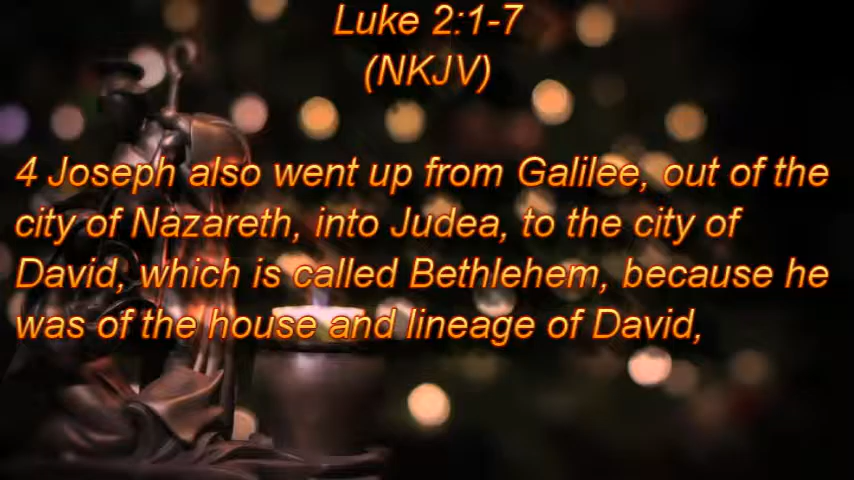 Luke 2:1-7
(NKJV)
4 Joseph also went up from Galilee, out of the
city of Nazareth, into Judea, to the city of
David, which is called Bethlehem, because he
was of the house and lineage of David,